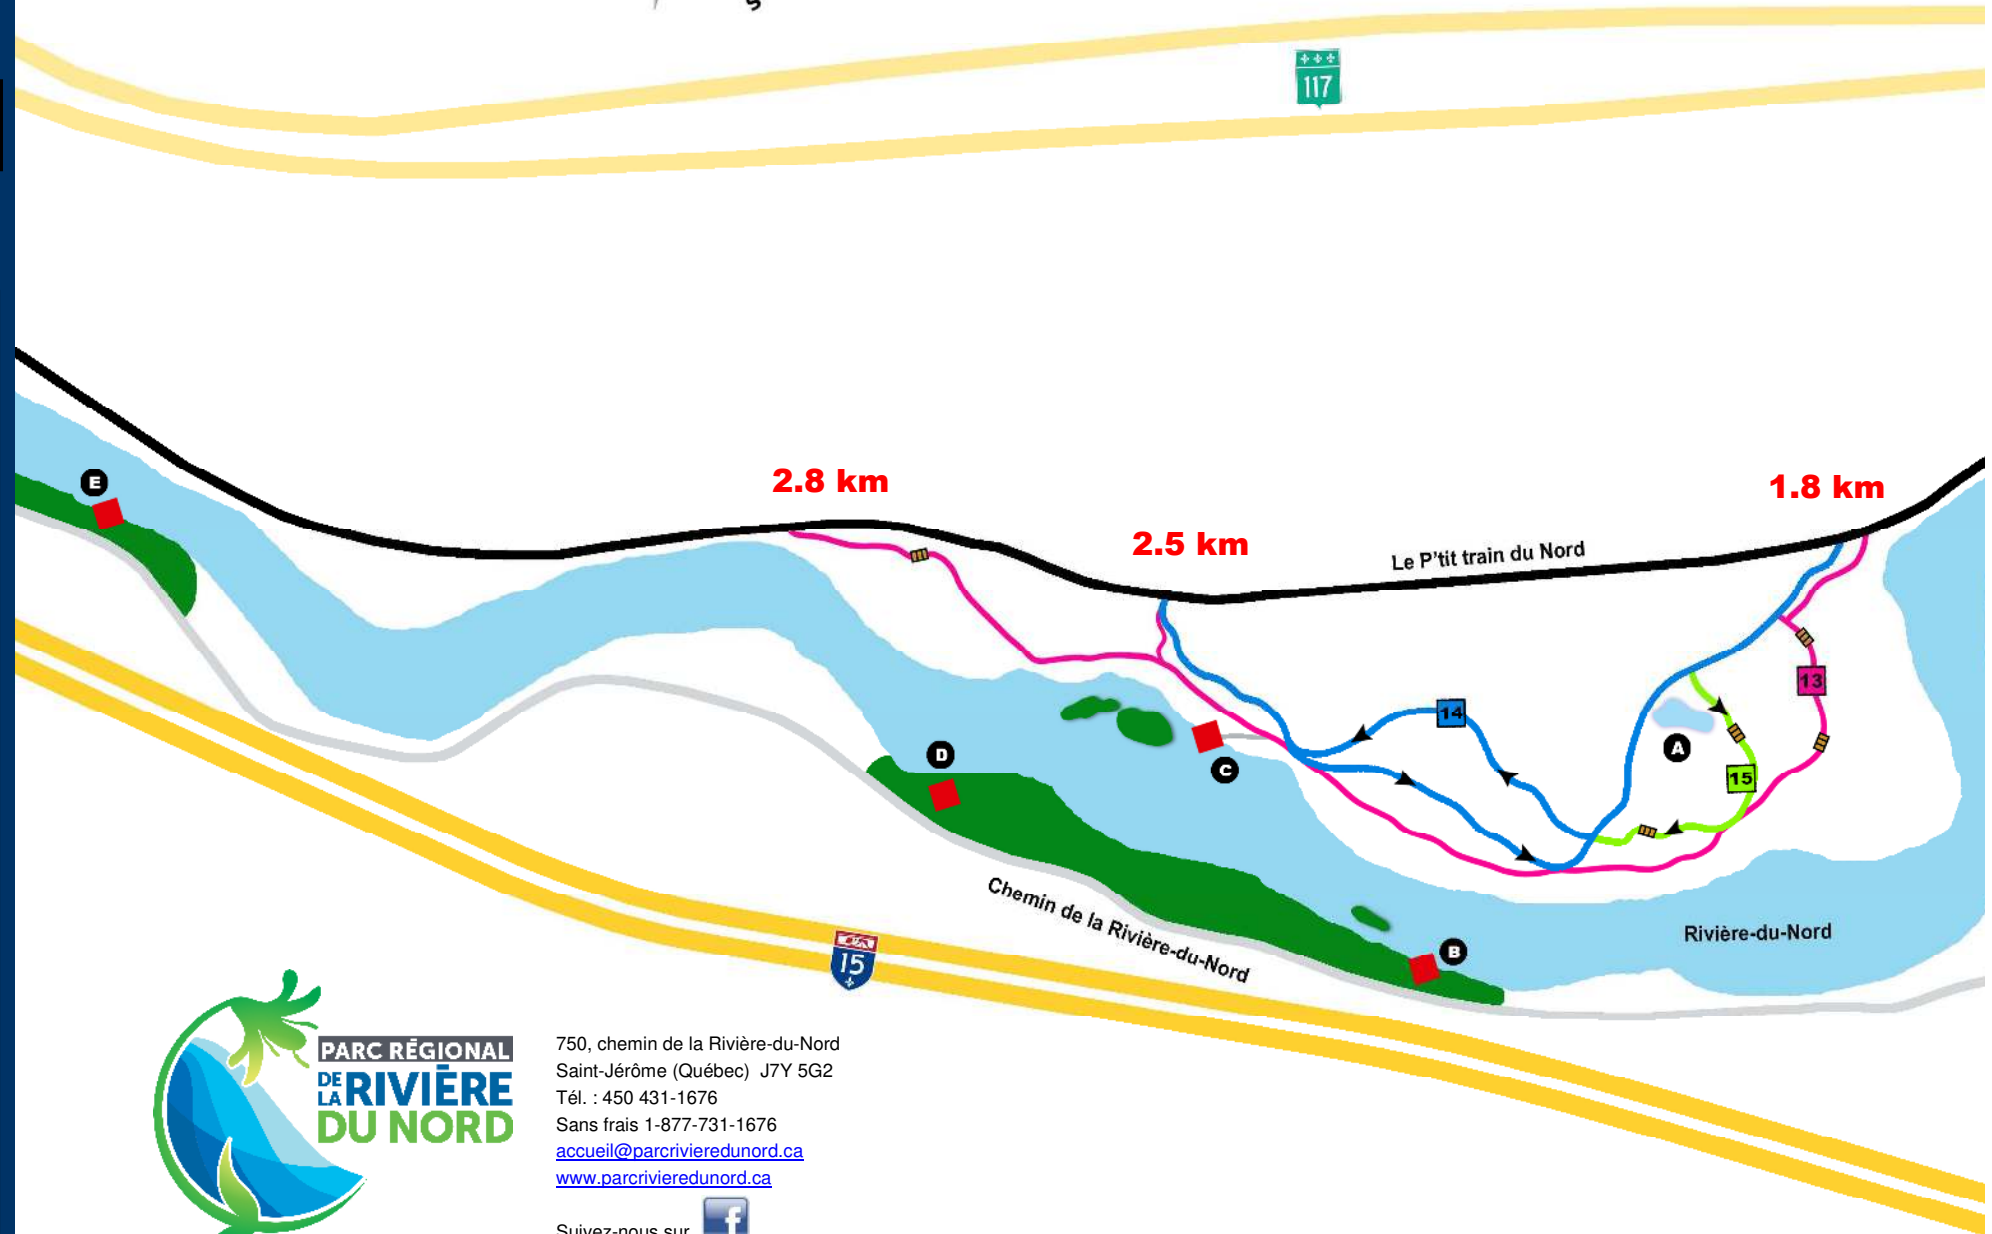 117
E
2.8 km
1.8 km
2.5 km
Le P'tit train du Nord
13
14
A
D
C
15
Chemin de la Rivière-du-Nord
Rivière-du-Nord
B
15
PARC RÉGIONAL
DE LA RIVIÈRE
DU NORD
750, chemin de la Rivière-du-Nord
Saint-Jérôme (Québec) J7Y 5G2
Tél. : 450 431-1676
Sans frais 1-877-731-1676
accueil@parcrivieredunord.ca
www.parcrivieredunord.ca
Suivez-nous sur f